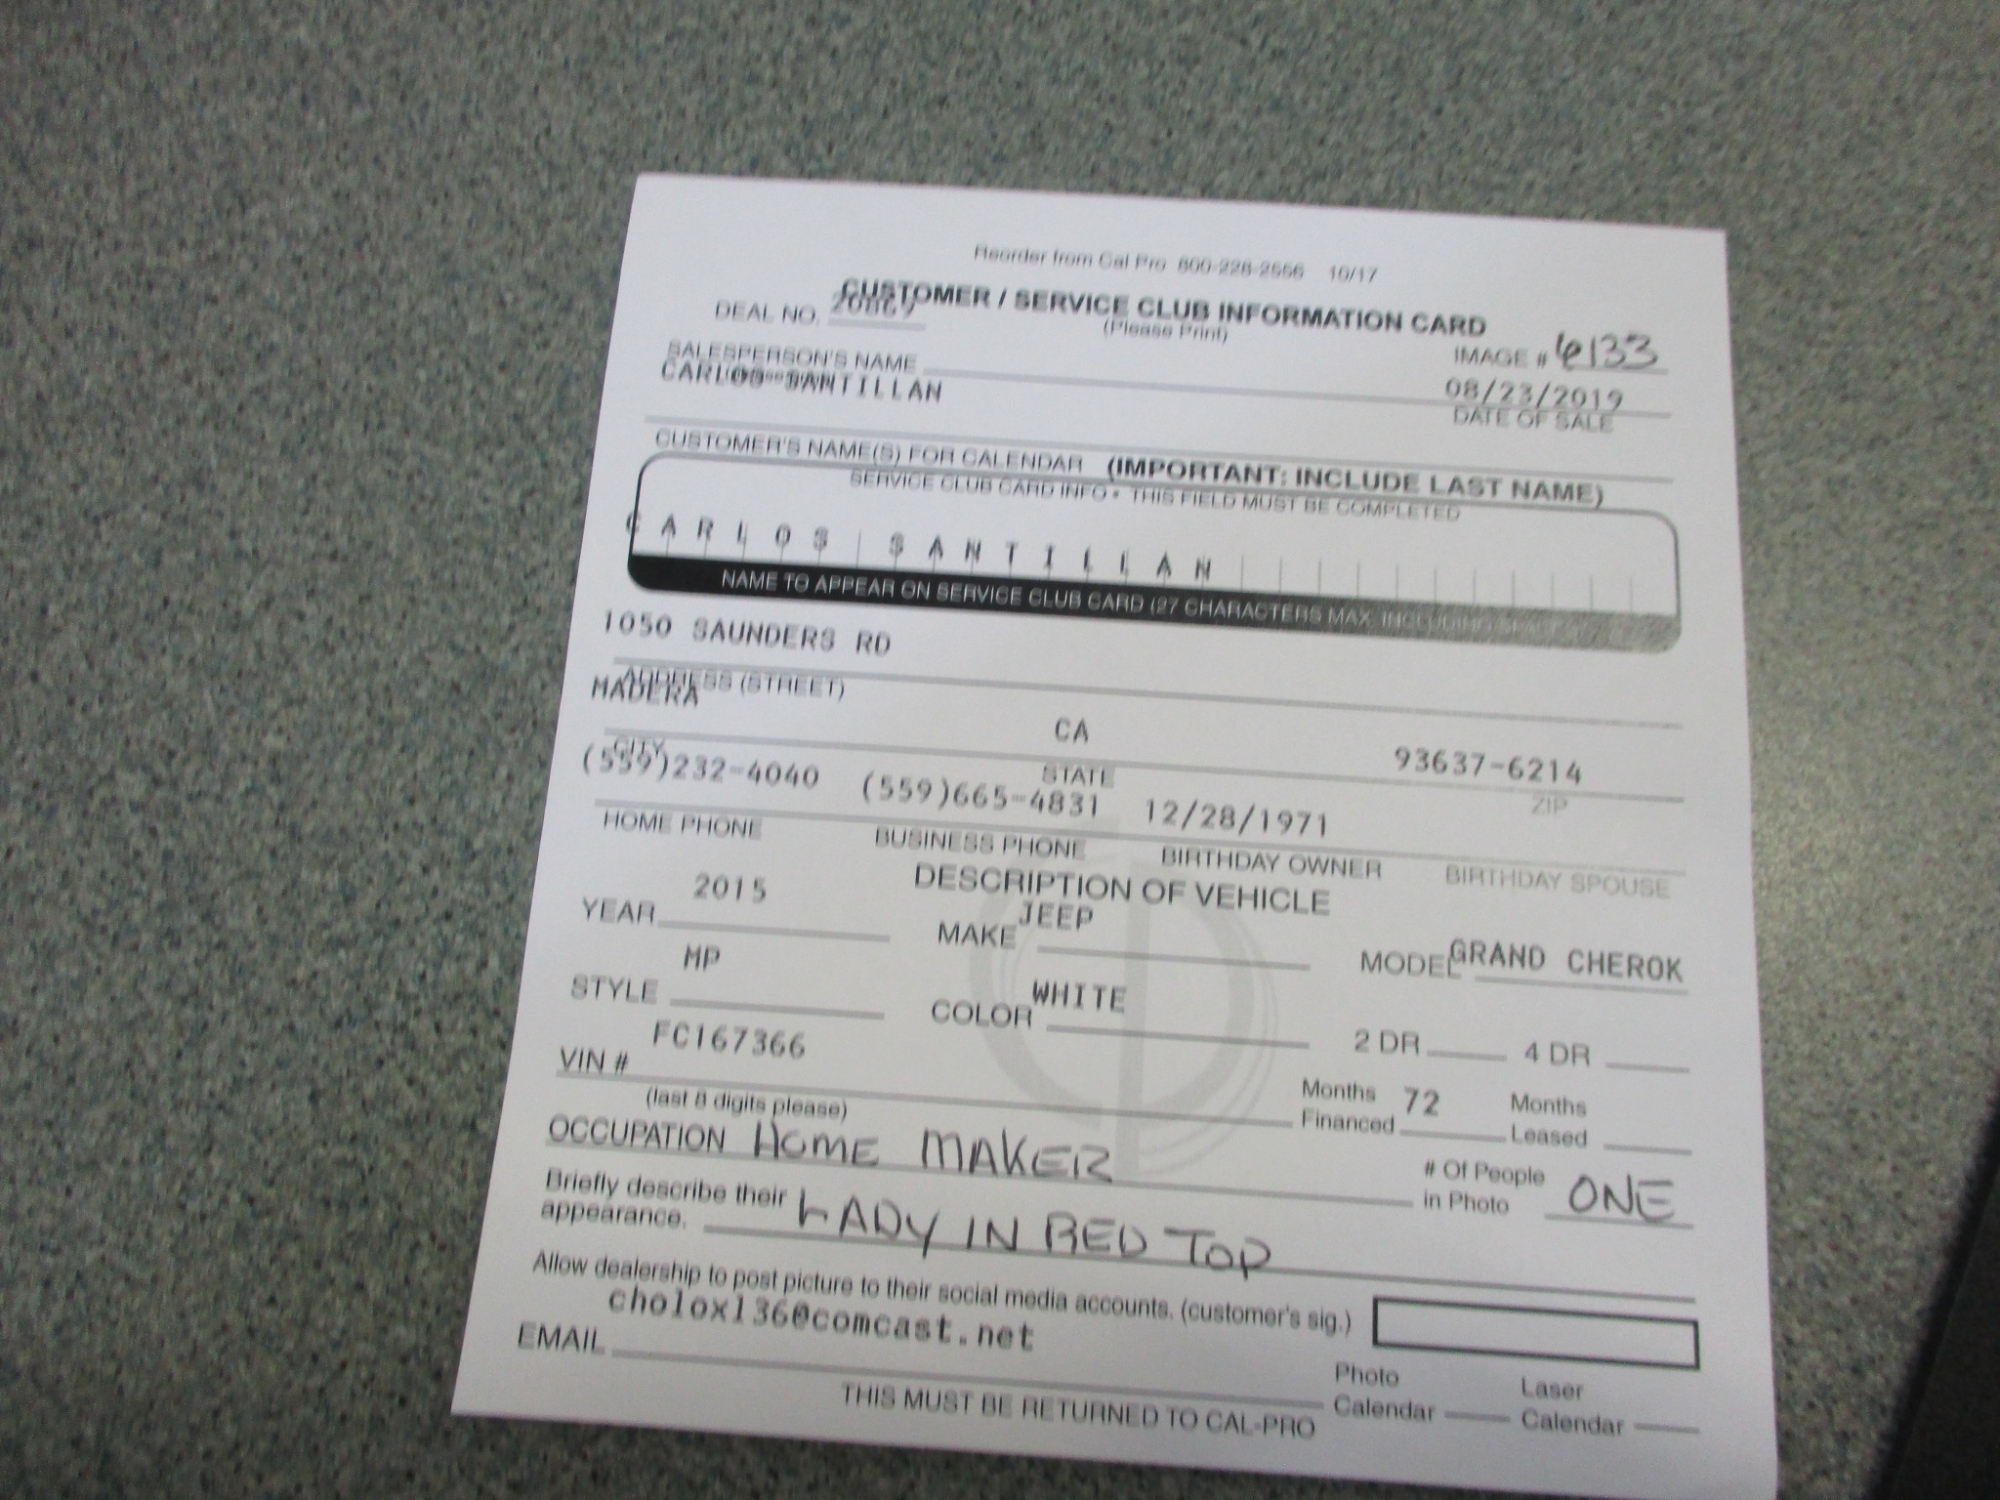 Reorder from Cal Pro 800-228-2556 10/17
CUSTOMER / SERVICE CLUB INFORMATION CARD
DEAL NO. 20869
(Please Print)
IMAGE # 6133
SALESPERSON'S NAME
CARLOS SANTILLAN
08/23/2019
DATE OF SALE
CUSTOMER'S NAME(S) FOR CALENDAR (IMPORTANT: INCLUDE LAST NAME)
SERVICE CLUB CARD INFO • THIS FIELD MUST BE COMPLETED
CARLOS SANTILLAN
NAME TO APPEAR ON SERVICE CLUB CARD (27 CHARACTERS MAX. INCLUDING
1050 SAUNDERS RD
ADDRESS (STREET)
MADERA CA 93637-6214
CITY STATE ZIP
(559)232-4040 (559)665-4831 12/28/1971
HOME PHONE BUSINESS PHONE BIRTHDAY OWNER BIRTHDAY SPOUSE
DESCRIPTION OF VEHICLE
YEAR 2015 MAKE JEEP MODEL GRAND CHEROK
STYLE MP COLOR WHITE 2 DR 4 DR
VIN # FC167366
(last 8 digits please)
Months Financed 72 Months Leased
OCCUPATION HOME MAKER
# Of People in Photo ONE
Briefly describe their
appearance. LADY IN RED TOP
Allow dealership to post picture to their social media accounts. (customer's sig.)
cholox136@comcast.net
EMAIL
Photo Calendar Laser Calendar
THIS MUST BE RETURNED TO CAL-PRO